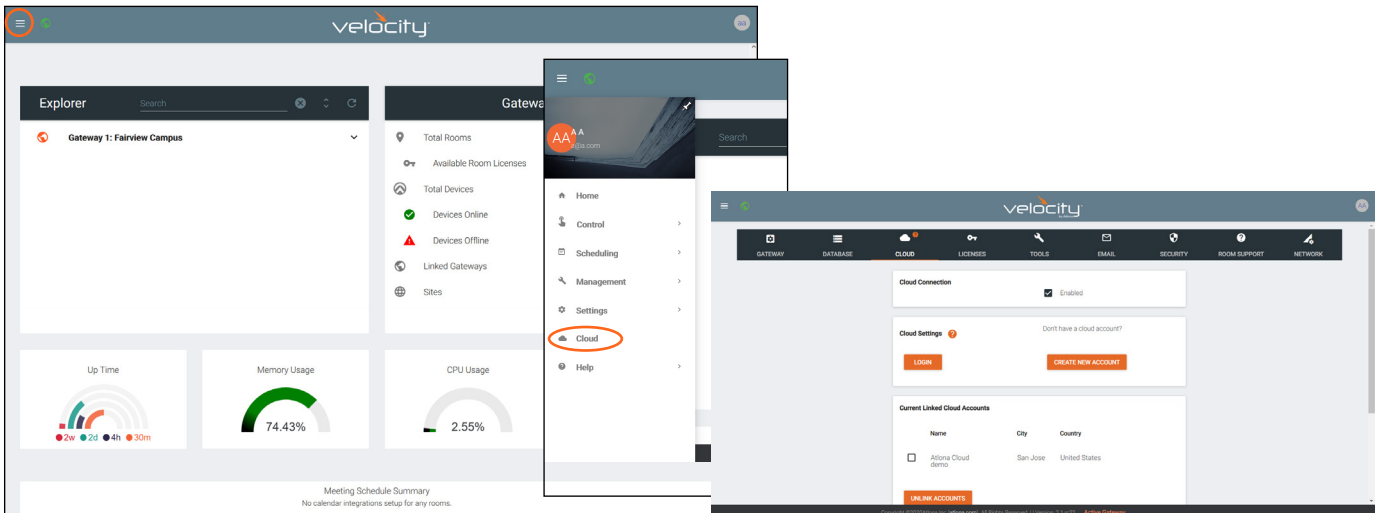 velocity
aa
Explorer
Search
Gateway 1: Fairview Campus
Total Rooms
Available Room Licenses
Total Devices
Devices Online
Devices Offline
Linked Gateways
Sites
Up Time
2w 2d 4h 30m
Memory Usage
74.43%
CPU Usage
2.55%
Meeting Schedule Summary
No calendar integrations setup for any rooms.
AA
A A
Search
Home
Control
Scheduling
Management
Settings
Cloud
Help
velocity
AA
GATEWAY DATABASE CLOUD LICENSES TOOLS EMAIL SECURITY ROOM SUPPORT NETWORK
Cloud Connection
Enabled
Cloud Settings
Don't have a cloud account?
LOGIN
CREATE NEW ACCOUNT
Current Linked Cloud Accounts
Name City Country
Atlona Cloud San Jose United States
demo
UNLINK ACCOUNTS